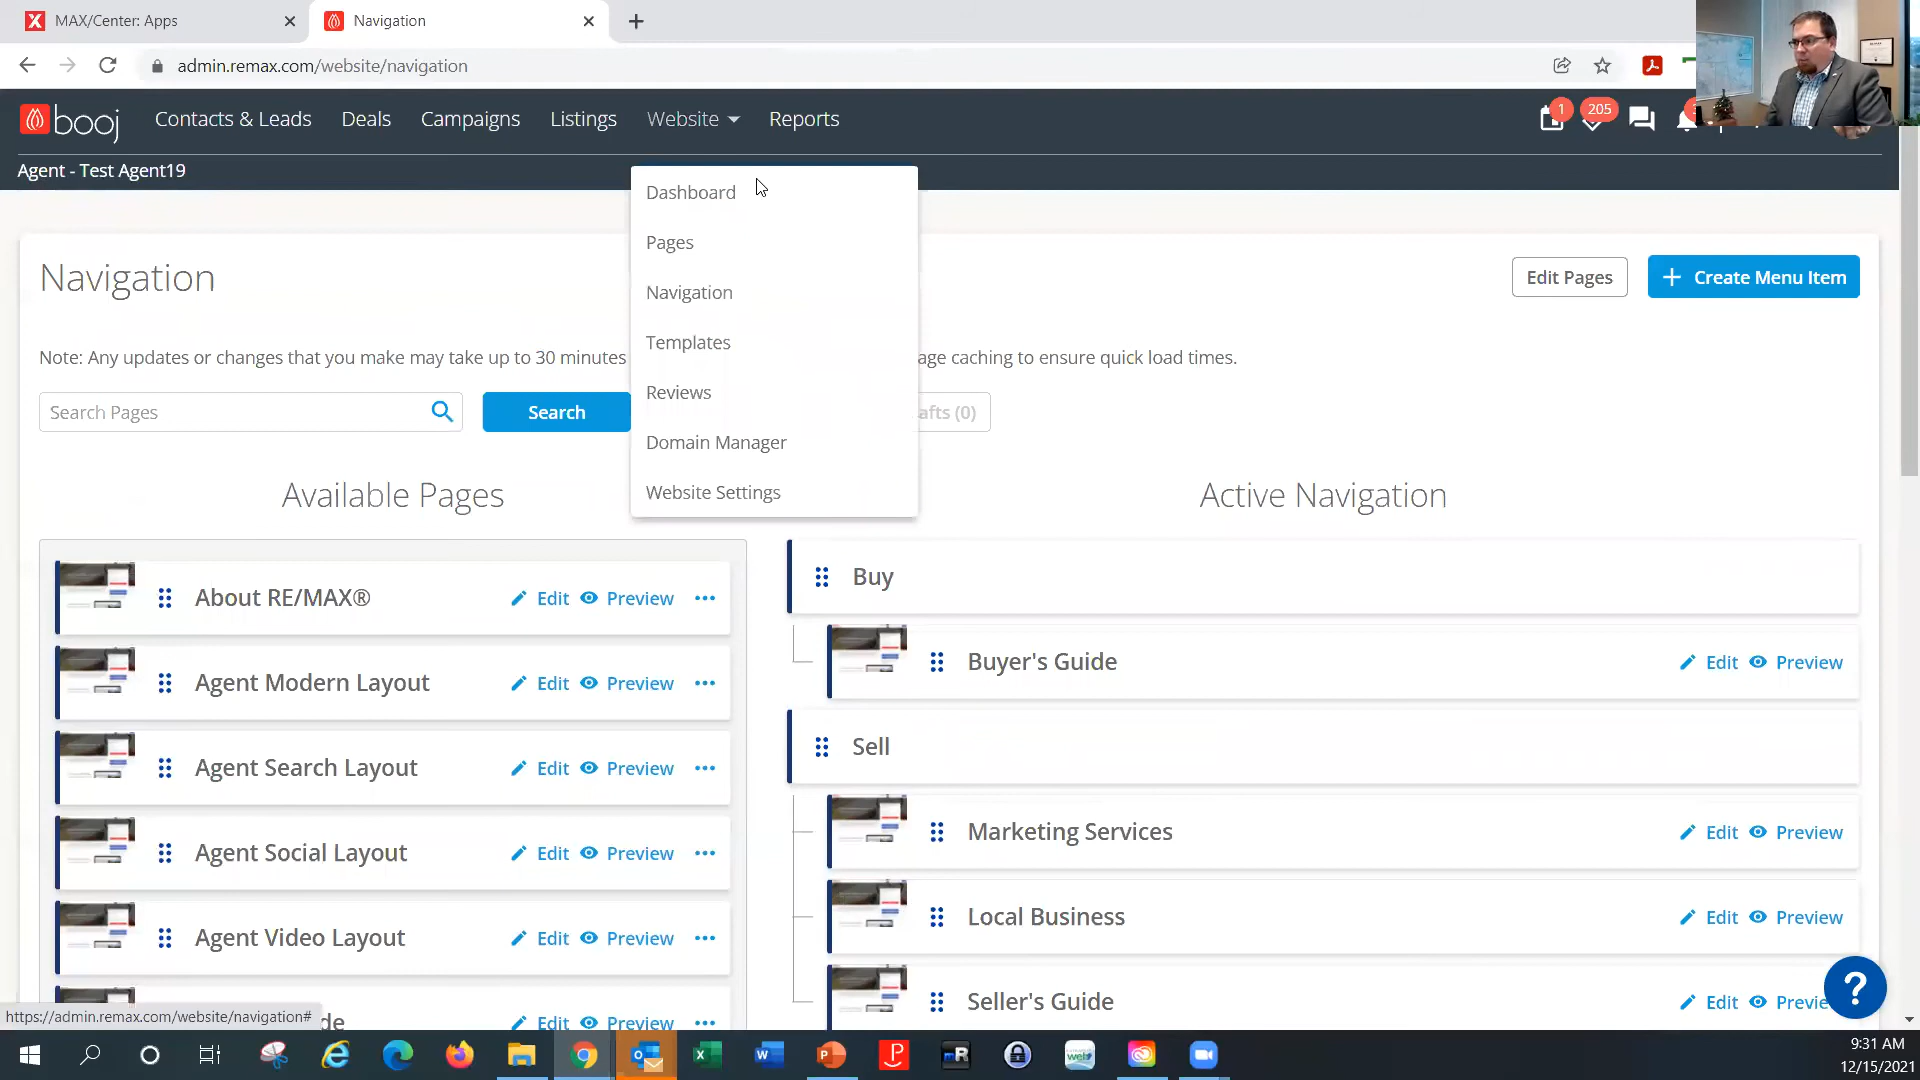 MAX/Center: Apps
Navigation
admin.remax.com/website/navigation
booj
Contacts & Leads
Deals
Campaigns
Listings
Website
Reports
1
205
Agent - Test Agent19
Dashboard
Pages
Navigation
Templates
Reviews
Domain Manager
Website Settings
Navigation
Edit Pages
Create Menu Item
Note: Any updates or changes that you make may take up to 30 minutes
age caching to ensure quick load times.
Search Pages
Search
afts (0)
Available Pages
Active Navigation
About RE/MAX®
Edit
Preview
Agent Modern Layout
Edit
Preview
Agent Search Layout
Edit
Preview
Agent Social Layout
Edit
Preview
Agent Video Layout
Edit
Preview
de
Edit
Preview
Buy
Buyer's Guide
Edit
Preview
Sell
Marketing Services
Edit
Preview
Local Business
Edit
Preview
Seller's Guide
Edit
Previe
?
https://admin.remax.com/website/navigation#
9:31 AM
12/15/2021